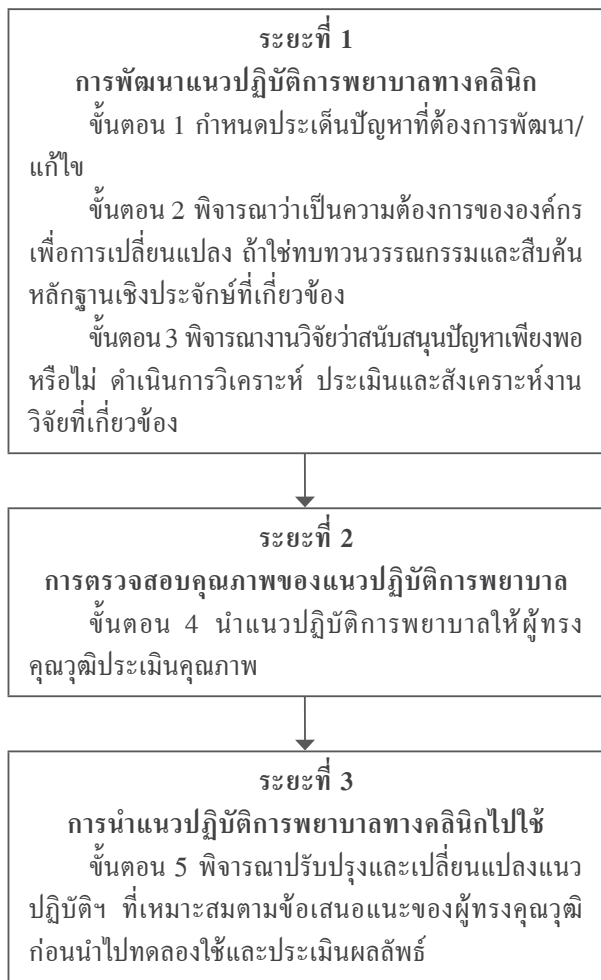 ระยะที่ 1
การพัฒนาแนวปฏิบัติการพยาบาลทางคลินิก
ขั้นตอน 1 กำหนดประเด็นปัญหาที่ต้องการพัฒนา/
แก้ไข
ขั้นตอน 2 พิจารณาว่าเป็นความต้องการขององค์กร
เพื่อการเปลี่ยนแปลง ถ้าใช่ทบทวนวรรณกรรมและสืบค้น
หลักฐานเชิงประจักษ์ที่เกี่ยวข้อง
ขั้นตอน 3 พิจารณางานวิจัยว่าสนับสนุนปัญหาเพียงพอ
หรือไม่ ดำเนินการวิเคราะห์ ประเมินและสังเคราะห์งาน
วิจัยที่เกี่ยวข้อง
ระยะที่ 2
การตรวจสอบคุณภาพของแนวปฏิบัติการพยาบาล
ขั้นตอน 4 นำแนวปฏิบัติการพยาบาลให้ผู้ทรง
คุณวุฒิประเมินคุณภาพ
ระยะที่ 3
การนำแนวปฏิบัติการพยาบาลทางคลินิกไปใช้
ขั้นตอน 5 พิจารณาปรับปรุงและเปลี่ยนแปลงแนว
ปฏิบัติฯ ที่เหมาะสมตามข้อเสนอแนะของผู้ทรงคุณวุฒิ
ก่อนนำไปทดลองใช้และประเมินผลลัพธ์